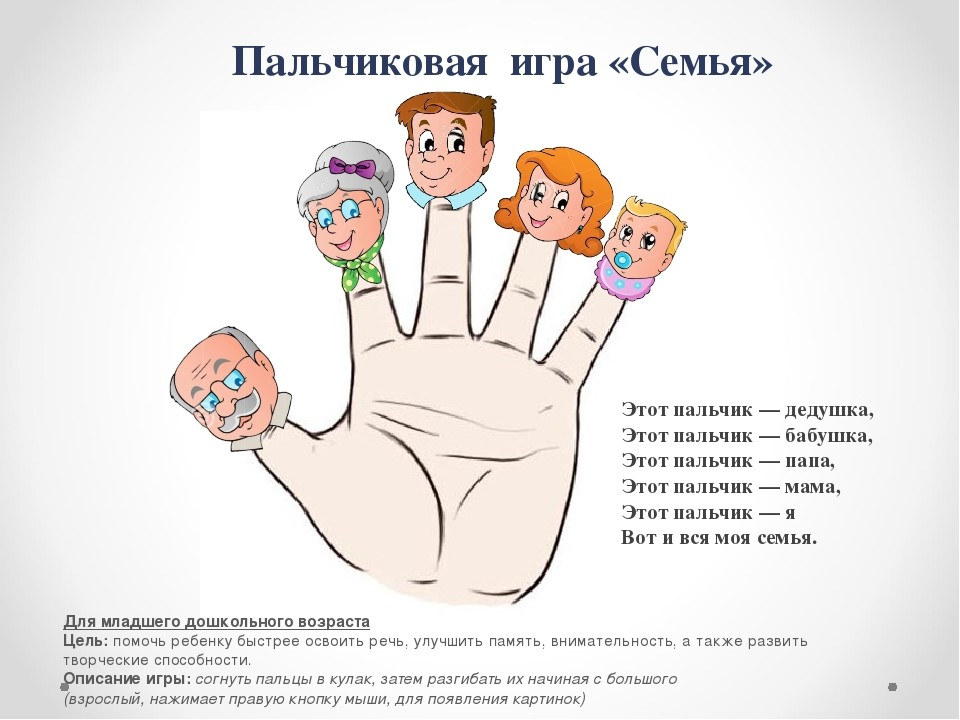 Пальчиковая игра «Семья»
Этот пальчик — дедушка,
Этот пальчик — бабушка,
Этот пальчик — папа,
Этот пальчик — мама,
Этот пальчик — я
Вот и вся моя семья.
Для младшего дошкольного возраста
Цель: помочь ребенку быстрее освоить речь, улучшить память, внимательность, а также развить
творческие способности.
Описание игры: согнуть пальцы в кулак, затем разгибать их начиная с большого
(взрослый, нажимает правую кнопку мыши, для появления картинок)